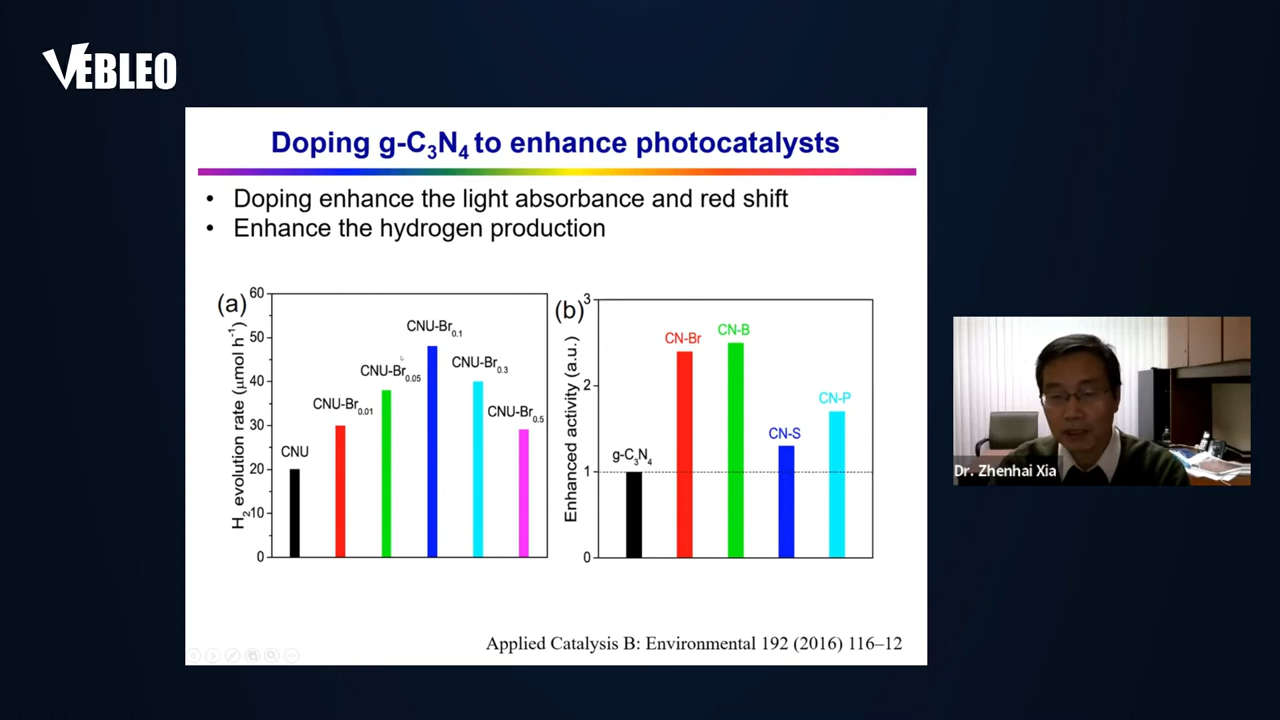 VEBLEO
Doping g-C3N4 to enhance photocatalysts
• Doping enhance the light absorbance and red shift
• Enhance the hydrogen production
(a)
H2 evolution rate (μmol h-1)
60
50
40
30
20
10
0
CNU
CNU-Br0.01
CNU-Br0.05
CNU-Br0.1
CNU-Br0.3
CNU-Br0.5
(b)
Enhanced activity (a.u.)
3
2
1
0
g-C3N4
CN-Br
CN-B
CN-S
CN-P
Applied Catalysis B: Environmental 192 (2016) 116–12
Dr. Zhenhai Xia